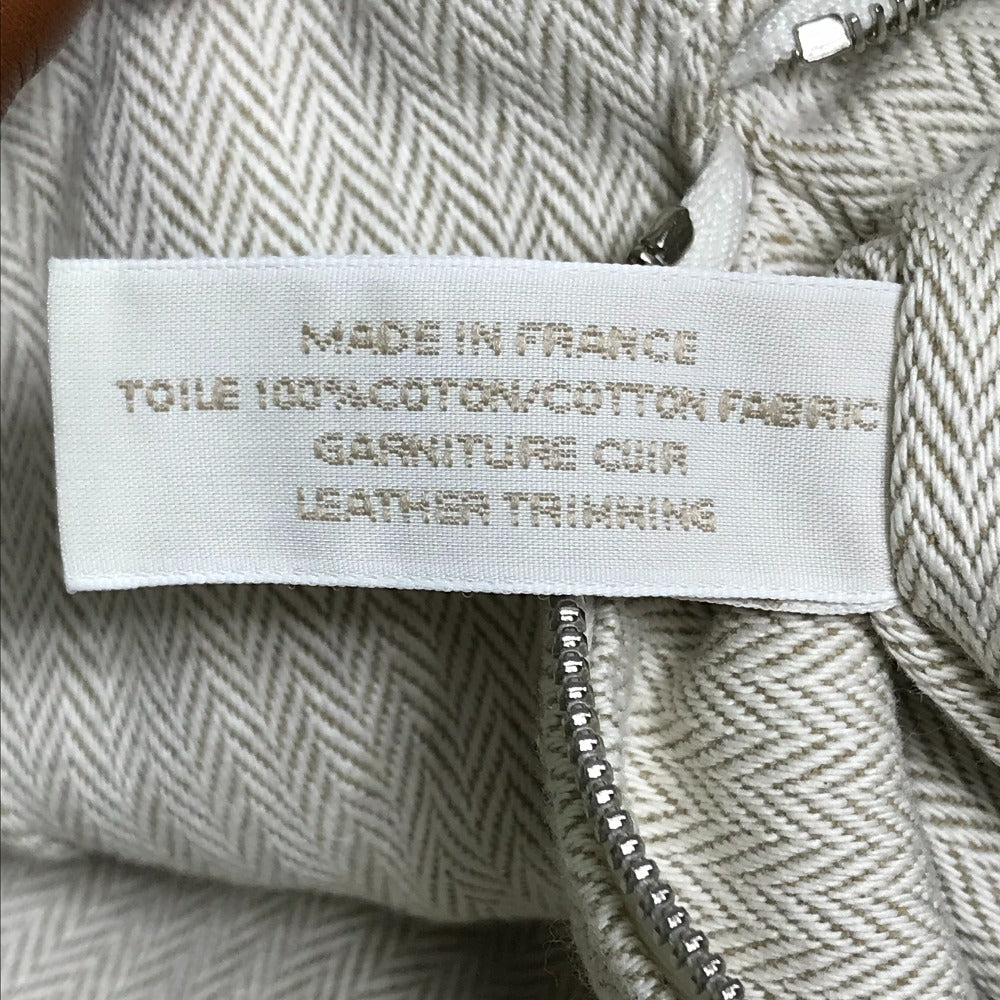 MADE IN FRANCE
TOILE 100%COTON/COTTON FABRIC
GARNITURE CUIR
LEATHER TRIMMING